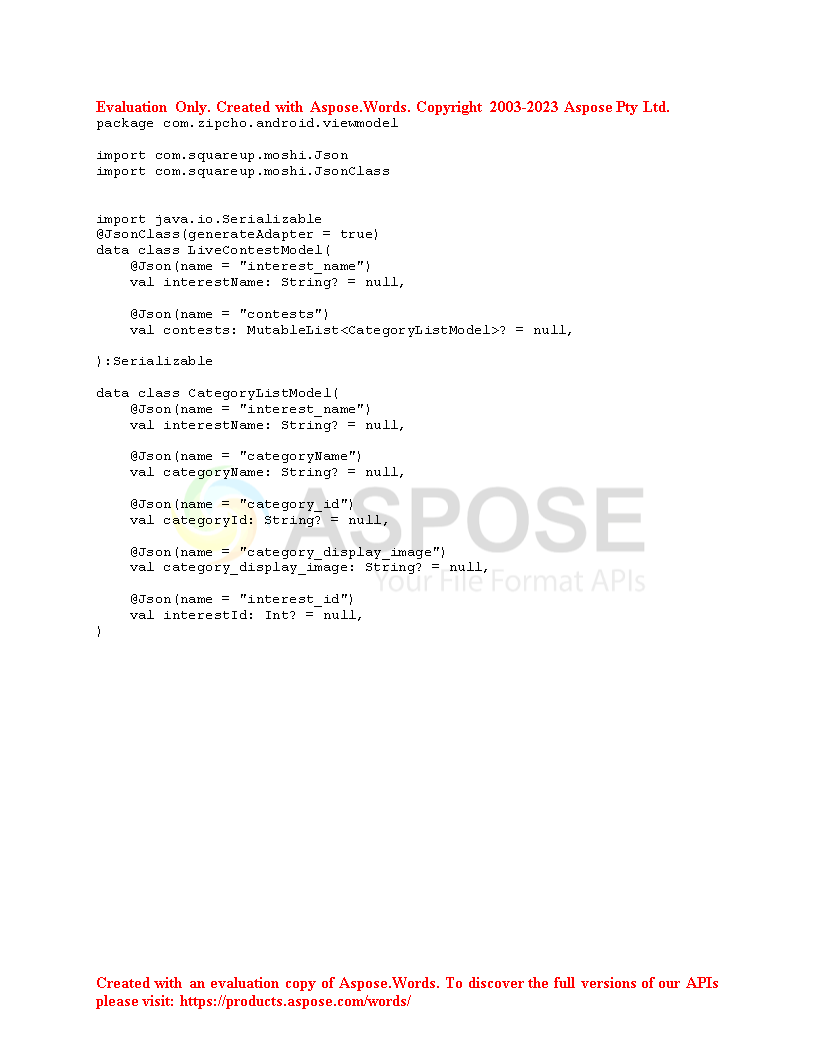 Evaluation Only. Created with Aspose.Words. Copyright 2003-2023 Aspose Pty Ltd.
package com.zipcho.android.viewmodel
import com.squareup.moshi.Json
import com.squareup.moshi.JsonClass
import java.io.Serializable
@JsonClass(generateAdapter = true)
data class LiveContestModel(
    @Json(name = "interest_name")
    val interestName: String? = null,
    @Json(name = "contests")
    val contests: MutableList<CategoryListModel>? = null,
):Serializable
data class CategoryListModel(
    @Json(name = "interest_name")
    val interestName: String? = null,
    @Json(name = "categoryName")
    val categoryName: String? = null,
    @Json(name = "category_id")
    val categoryId: String? = null,
ASPOSE
    @Json(name = "category_display_image")
    val category_display_image: String? = null,
Your File Format APIs
    @Json(name = "interest_id")
    val interestId: Int? = null,
)
Created with an evaluation copy of Aspose.Words. To discover the full versions of our APIs
please visit: https://products.aspose.com/words/